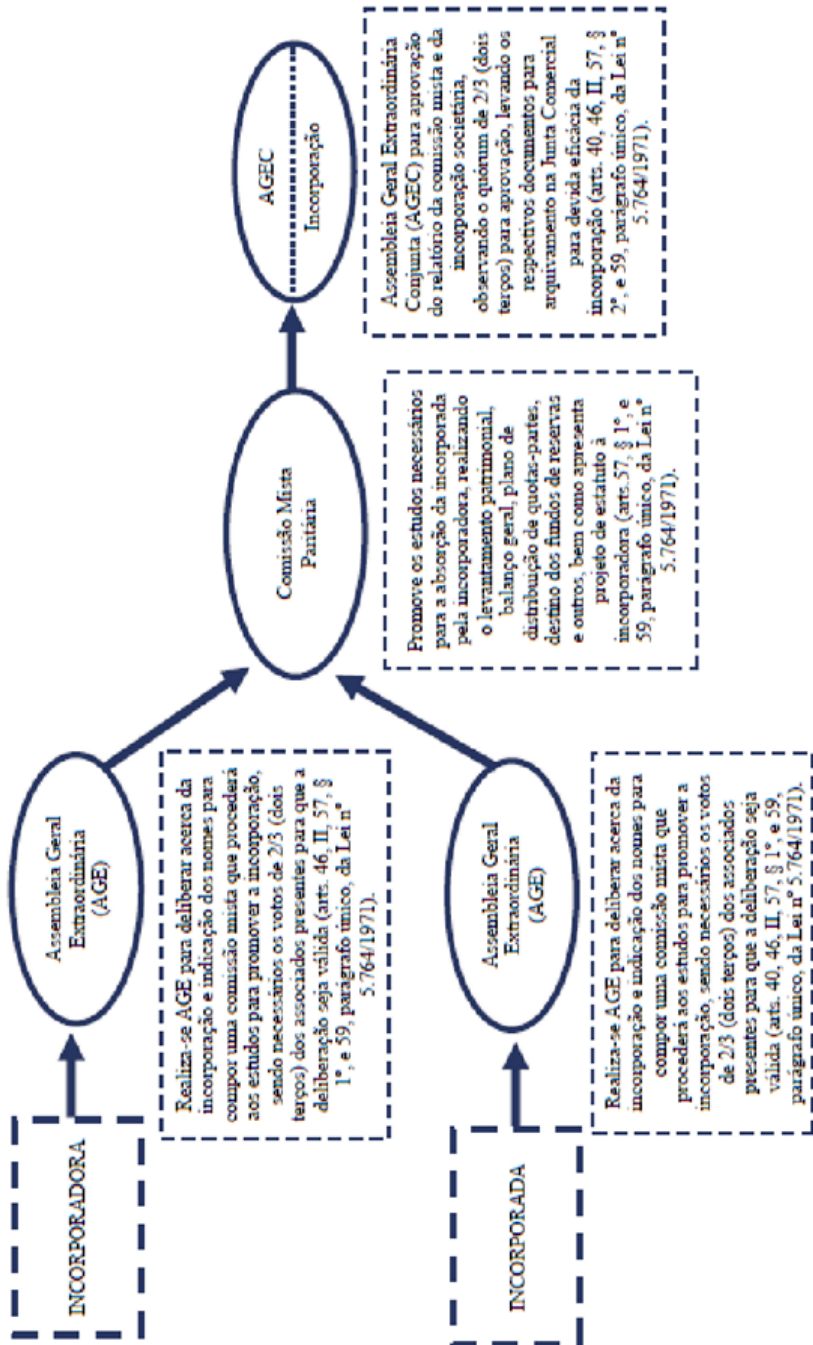 INCORPORADORA
Assembleia Geral
Extraordinária
(AGE)
Realiza-se AGE para deliberar acerca da
incorporação e indicação dos nomes para
compor uma comissão mista que procederá
aos estudos para promover a incorporação,
sendo necessários os votos de 2/3 (dois
terços) dos associados presentes para que a
deliberação seja válida (arts. 46, II, 57, §
1º, e 59, parágrafo único, da Lei nº
5.764/1971).
INCORPORADA
Assembleia Geral
Extraordinária
(AGE)
Realiza-se AGE para deliberar acerca da
incorporação e indicação dos nomes para
compor uma comissão mista que
procederá aos estudos para promover a
incorporação, sendo necessários os votos
de 2/3 (dois terços) dos associados
presentes para que a deliberação seja
válida (arts. 40, 46, II, 57, § 1º, e 59,
parágrafo único, da Lei nº 5.764/1971).
Comissão Mista
Paritária
Promove os estudos necessários
para a absorção da incorporada
pela incorporadora, realizando
o levantamento patrimonial,
balanço geral, plano de
distribuição de quotas-partes,
destino dos fundos de reservas
e outros, bem como apresenta
projeto de estatuto à
incorporadora (arts.57, § 1º, e
59, parágrafo único, da Lei nº
5.764/1971).
AGEC
Incorporação
Assembleia Geral Extraordinária
Conjunta (AGEC) para aprovação
do relatório da comissão mista e da
incorporação societária,
observando o quórum de 2/3 (dois
terços) para aprovação, levando os
respectivos documentos para
arquivamento na Junta Comercial
para devida eficácia da
incorporação (arts. 40, 46, II, 57, §
2º, e 59, parágrafo único, da Lei nº
5.764/1971).